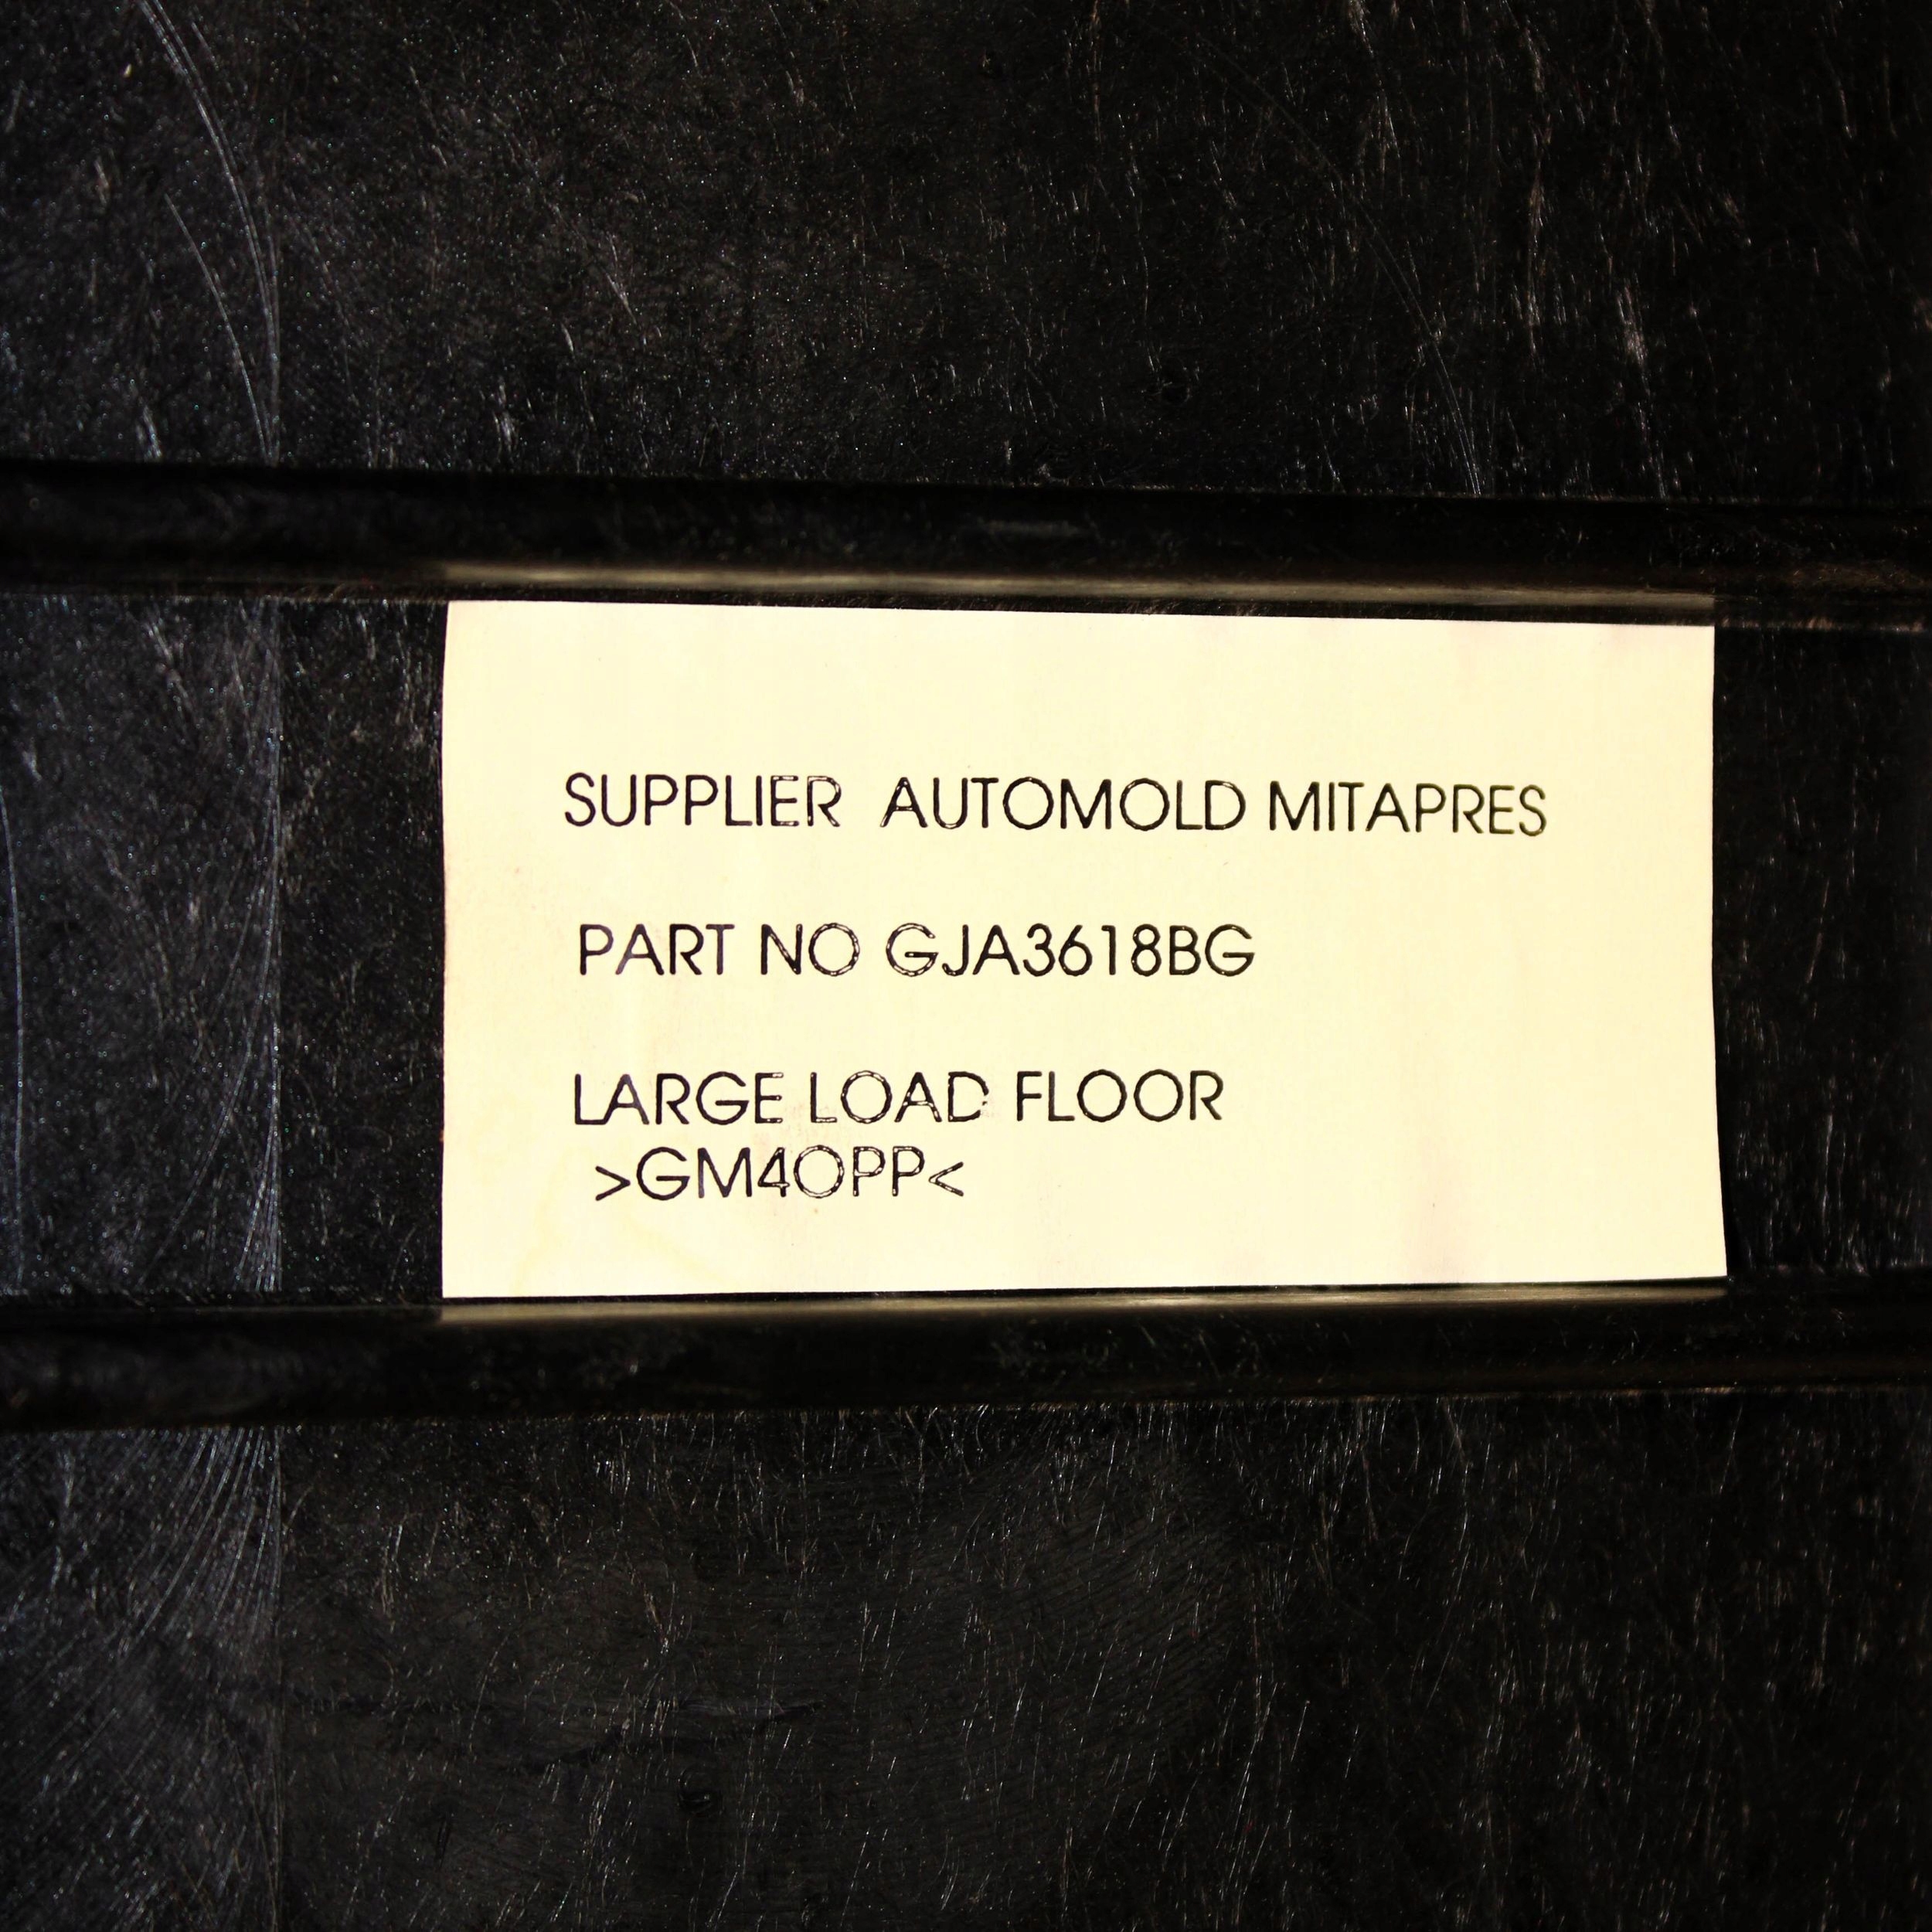 SUPPLIER AUTOMOLD MITAPRES
PART NO GJA3618BG
LARGE LOAD FLOOR
>GM4OPP<